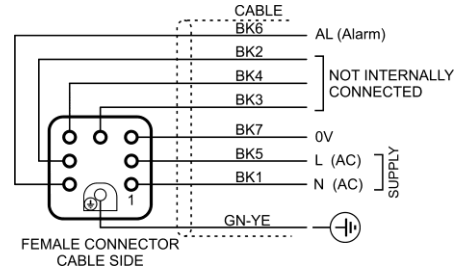 CABLE
BK6
AL (Alarm)
BK2
BK4
NOT INTERNALLY
CONNECTED
BK3
BK7
0V
BK5
L (AC)
BK1
N (AC)
SUPPLY
1
GN-YE
FEMALE CONNECTOR
CABLE SIDE